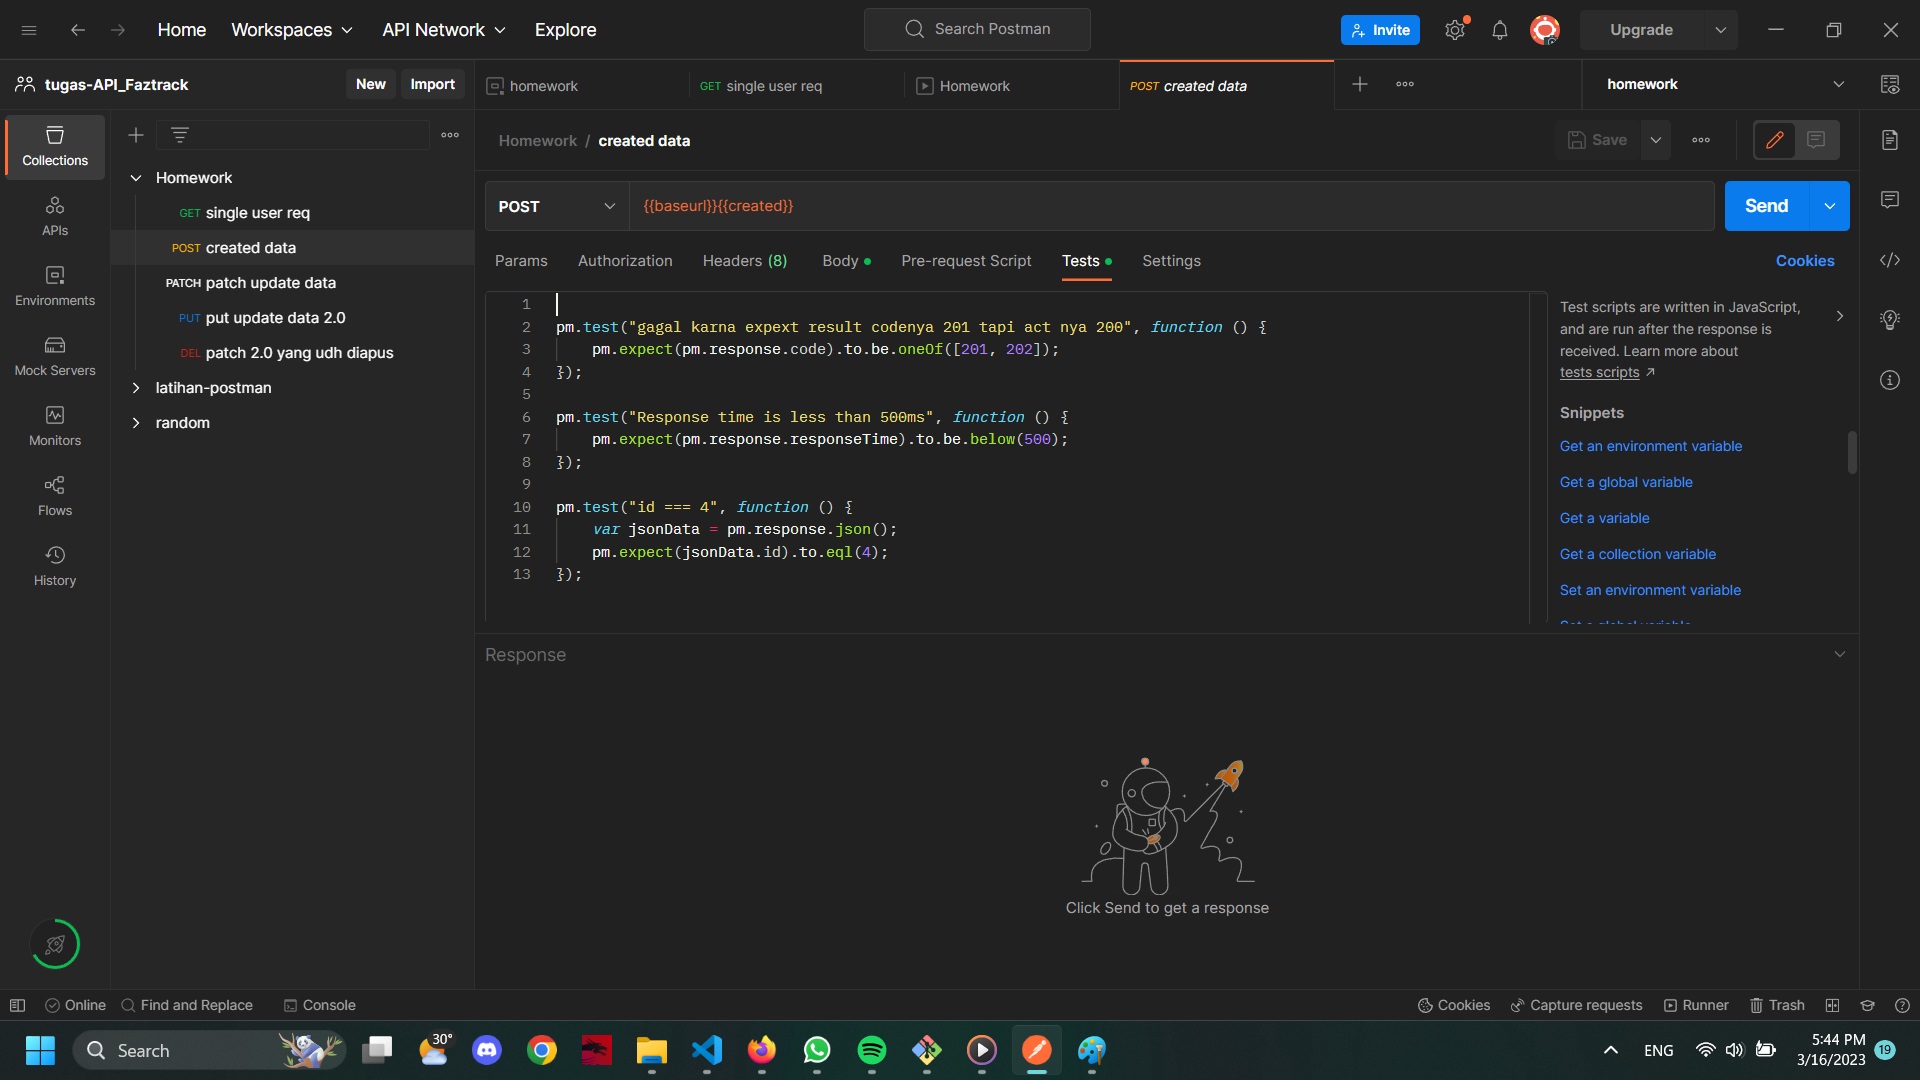 Home Workspaces API Network Explore Search Postman Invite Upgrade
tugas-API_Faztrack New Import homework GET single user req Homework POST created data homework
Homework / created data Save
Collections
APIs
Environments
Mock Servers
Monitors
Flows
History
Homework
GET single user req
POST created data
PATCH patch update data
PUT put update data 2.0
DEL patch 2.0 yang udh diapus
latihan-postman
random
POST {{baseurl}}{{created}} Send
Params Authorization Headers (8) Body Pre-request Script Tests Settings Cookies
1
2 pm.test("gagal karna expext result codenya 201 tapi act nya 200", function () {
3 pm.expect(pm.response.code).to.be.oneOf([201, 202]);
4 });
5
6 pm.test("Response time is less than 500ms", function () {
7 pm.expect(pm.response.responseTime).to.be.below(500);
8 });
9
10 pm.test("id === 4", function () {
11 var jsonData = pm.response.json();
12 pm.expect(jsonData.id).to.eql(4);
13 });
Test scripts are written in JavaScript,
and are run after the response is
received. Learn more about
tests scripts ↗
Snippets
Get an environment variable
Get a global variable
Get a variable
Get a collection variable
Set an environment variable
Set a global variable
Response
Click Send to get a response
Online Find and Replace Console Cookies Capture requests Runner Trash
Search 30° ENG 5:44 PM 19
3/16/2023